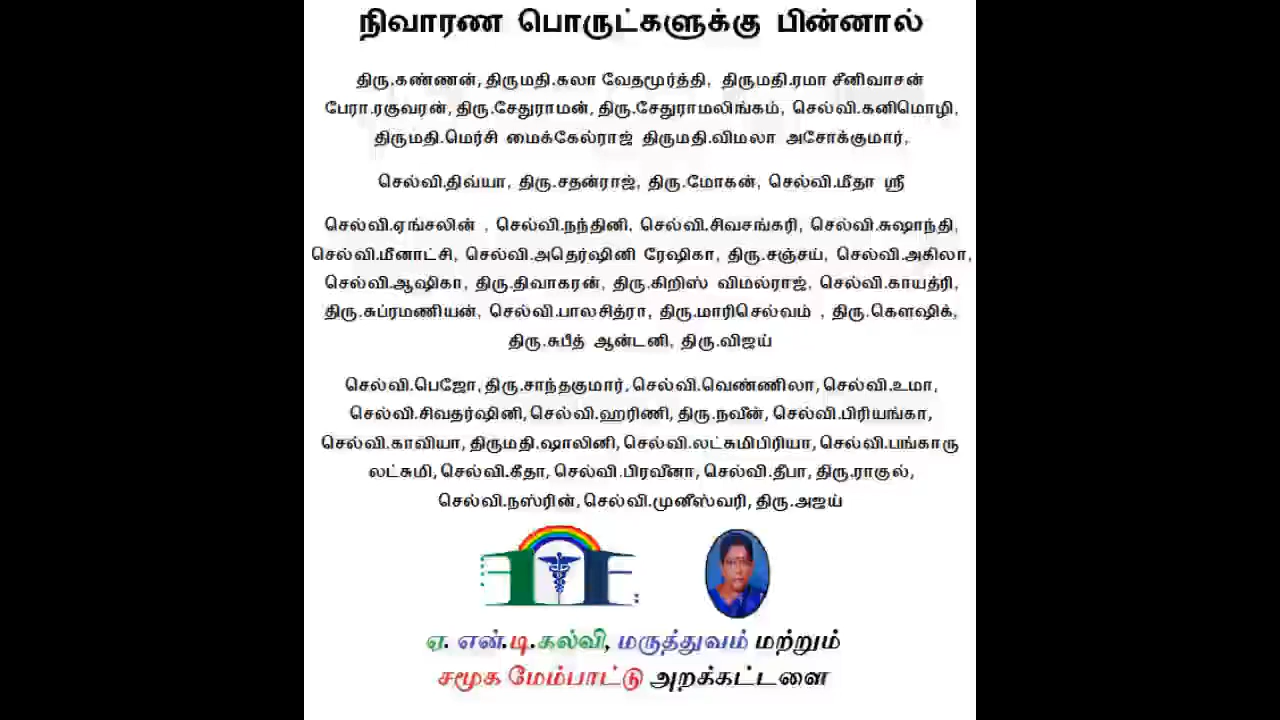 நிவாரண பொருட்களுக்கு பின்னால்
திரு.கண்ணன், திருமதி.கலா வேதமூர்த்தி, திருமதி.ரமா சீனிவாசன்
பேரா.ரகுவரன், திரு.சேதுராமன், திரு.சேதுராமலிங்கம், செல்வி.கனிமொழி,
திருமதி.மெர்சி மைக்கேல்ராஜ் திருமதி.விமலா அசோக்குமார்,
செல்வி.திவ்யா, திரு.சதன்ராஜ், திரு.மோகன், செல்வி.மீதா ஸ்ரீ
செல்வி.ஏங்சலின் , செல்வி.நந்தினி, செல்வி.சிவசங்கரி, செல்வி.சுஷாந்தி,
செல்வி.மீனாட்சி, செல்வி.அதெர்ஷினி ரேஷிகா, திரு.சஞ்சய், செல்வி.அகிலா,
செல்வி.ஆஷிகா, திரு.திவாகரன், திரு.கிறிஸ் விமல்ராஜ், செல்வி.காயத்ரி,
திரு.சுப்ரமணியன், செல்வி.பாலசித்ரா, திரு.மாரிசெல்வம் , திரு.கௌஷிக்,
திரு.சுபீத் ஆன்டனி, திரு.விஜய்
செல்வி.பெஜோ, திரு.சாந்தகுமார், செல்வி.வெண்ணிலா, செல்வி.உமா,
செல்வி.சிவதர்ஷினி, செல்வி.ஹரிணி, திரு.நவீன், செல்வி.பிரியங்கா,
செல்வி.காவியா, திருமதி.ஷாலினி, செல்வி.லட்சுமிபிரியா, செல்வி.பங்காரு
லட்சுமி, செல்வி.கீதா, செல்வி.பிரவீனா, செல்வி.தீபா, திரு.ராகுல்,
செல்வி.நஸ்ரின், செல்வி.முனீஸ்வரி, திரு.அஜய்
ஏ. என்.டி.கல்வி, மருத்துவம் மற்றும்
சமூக மேம்பாட்டு அறக்கட்டளை